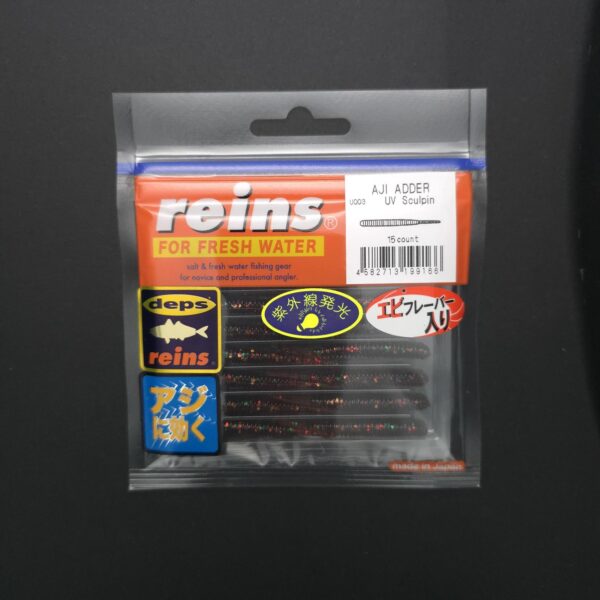 reins®
FOR FRESH WATER
salt & fresh water fishing gear
for novice and professional angler.
AJI ADDER
U003 UV Sculpin
15 count
4 582713 199166
deps
reins
紫外線発光
エビフレーバー
入り
アジ
に効く
made in Japan